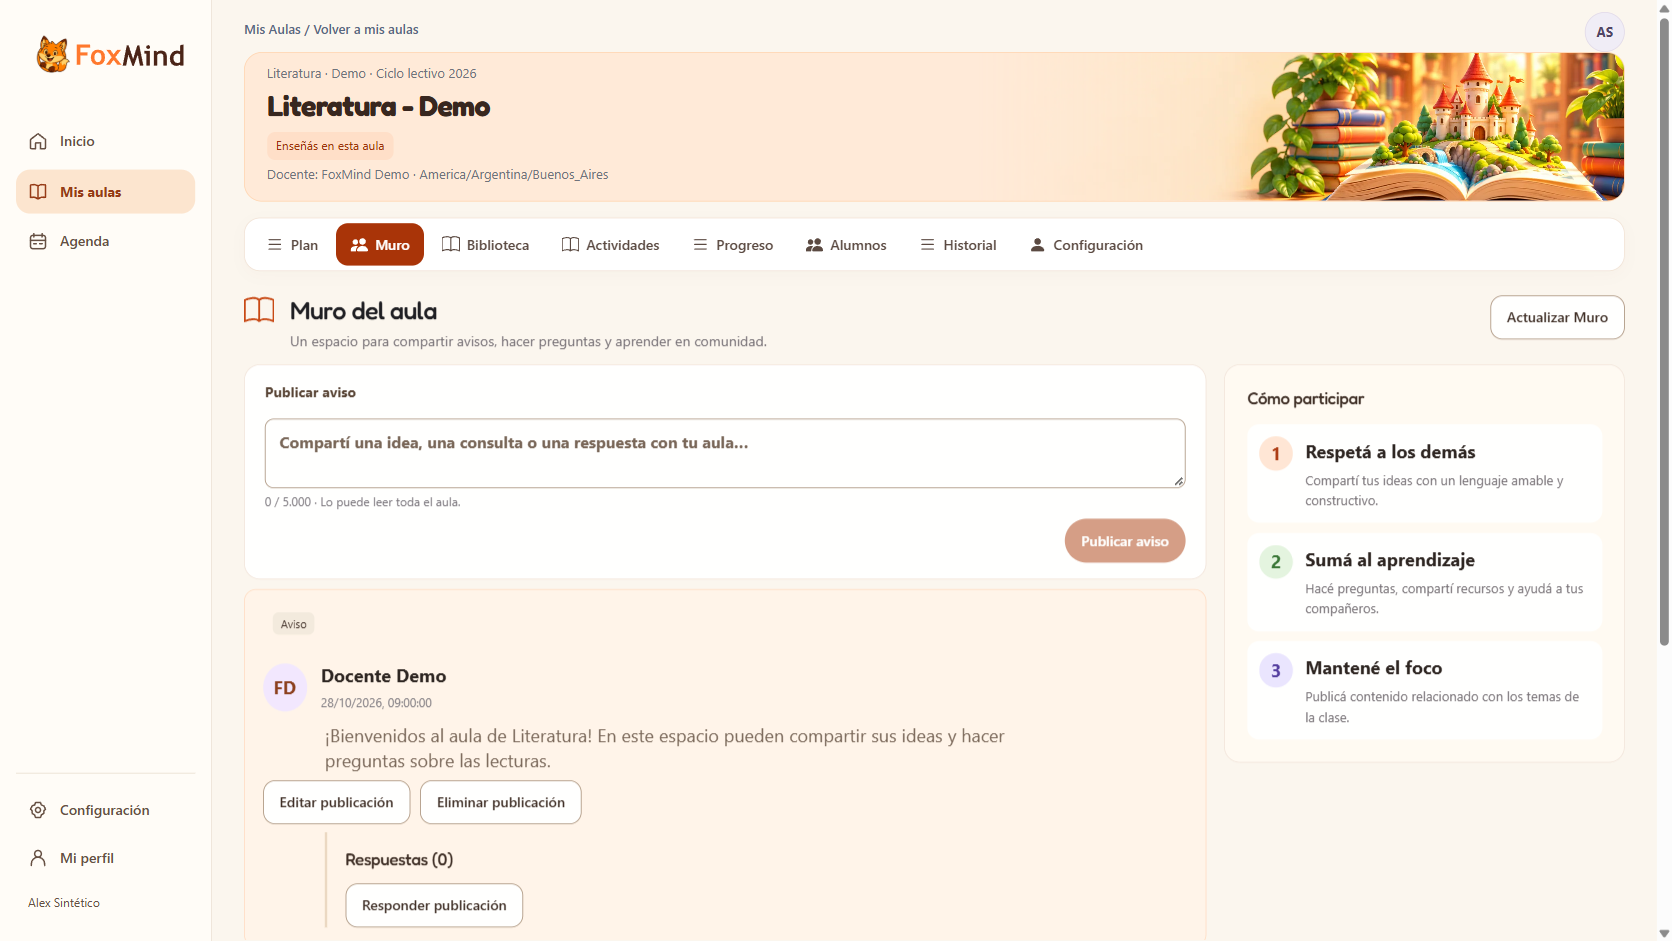 FoxMind
Inicio
Mis aulas
Agenda
Configuración
Mi perfil
Alex Sintético
Mis Aulas / Volver a mis aulas
AS
Literatura · Demo · Ciclo lectivo 2026
Literatura - Demo
Enseñás en esta aula
Docente: FoxMind Demo · America/Argentina/Buenos_Aires
Plan
Muro
Biblioteca
Actividades
Progreso
Alumnos
Historial
Configuración
Muro del aula
Un espacio para compartir avisos, hacer preguntas y aprender en comunidad.
Actualizar Muro
Publicar aviso
Compartí una idea, una consulta o una respuesta con tu aula...
0 / 5.000 · Lo puede leer toda el aula.
Publicar aviso
Aviso
FD
Docente Demo
28/10/2026, 09:00:00
¡Bienvenidos al aula de Literatura! En este espacio pueden compartir sus ideas y hacer
preguntas sobre las lecturas.
Editar publicación
Eliminar publicación
Respuestas (0)
Responder publicación
Cómo participar
1
Respetá a los demás
Compartí tus ideas con un lenguaje amable y
constructivo.
2
Sumá al aprendizaje
Hacé preguntas, compartí recursos y ayudá a tus
compañeros.
3
Mantené el foco
Publicá contenido relacionado con los temas de
la clase.